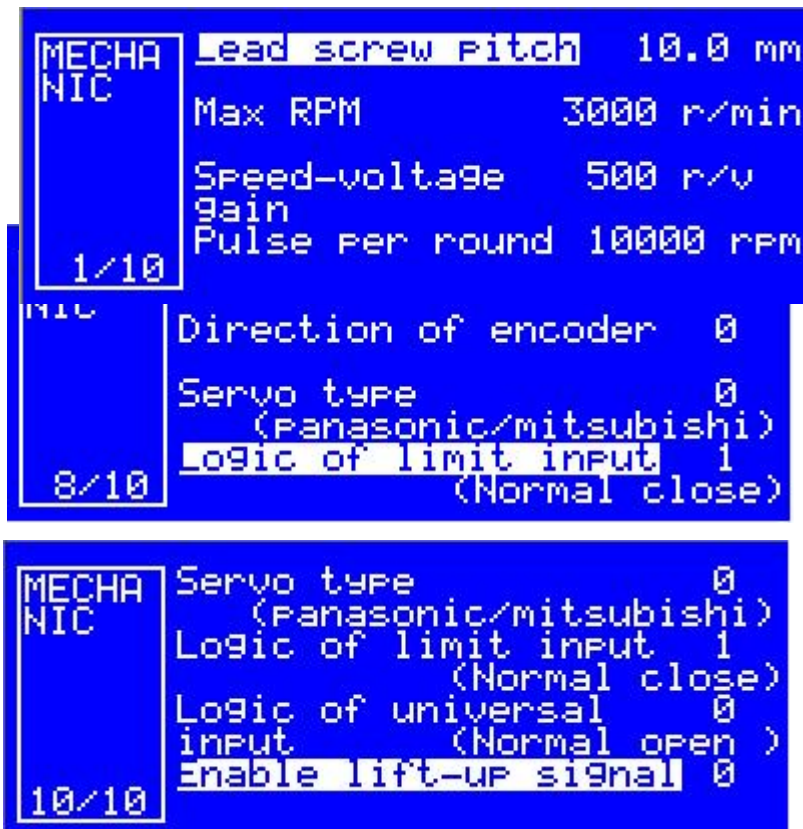 MECHA
NIC
1/10
Lead screw pitch 10.0 mm
Max RPM 3000 r/min
Speed-voltage 500 r/v
gain
Pulse per round 10000 rpm
NIC
8/10
Direction of encoder 0
Servo type 0
(panasonic/mitsubishi)
Logic of limit input 1
(Normal close)
MECHA
NIC
10/10
Servo type 0
(panasonic/mitsubishi)
Logic of limit input 1
(Normal close)
Logic of universal 0
input (Normal open )
Enable lift-up signal 0